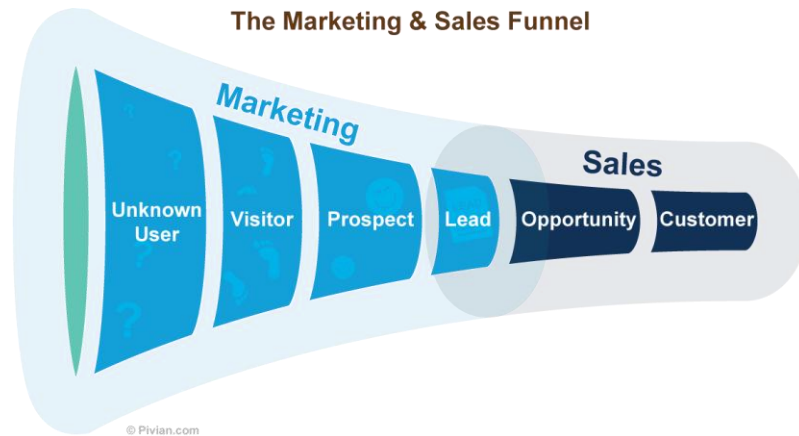 The Marketing & Sales Funnel
Marketing
Sales
Unknown
User
Visitor
Prospect
Lead
Opportunity
Customer
?
?
?
?
© Pivian.com